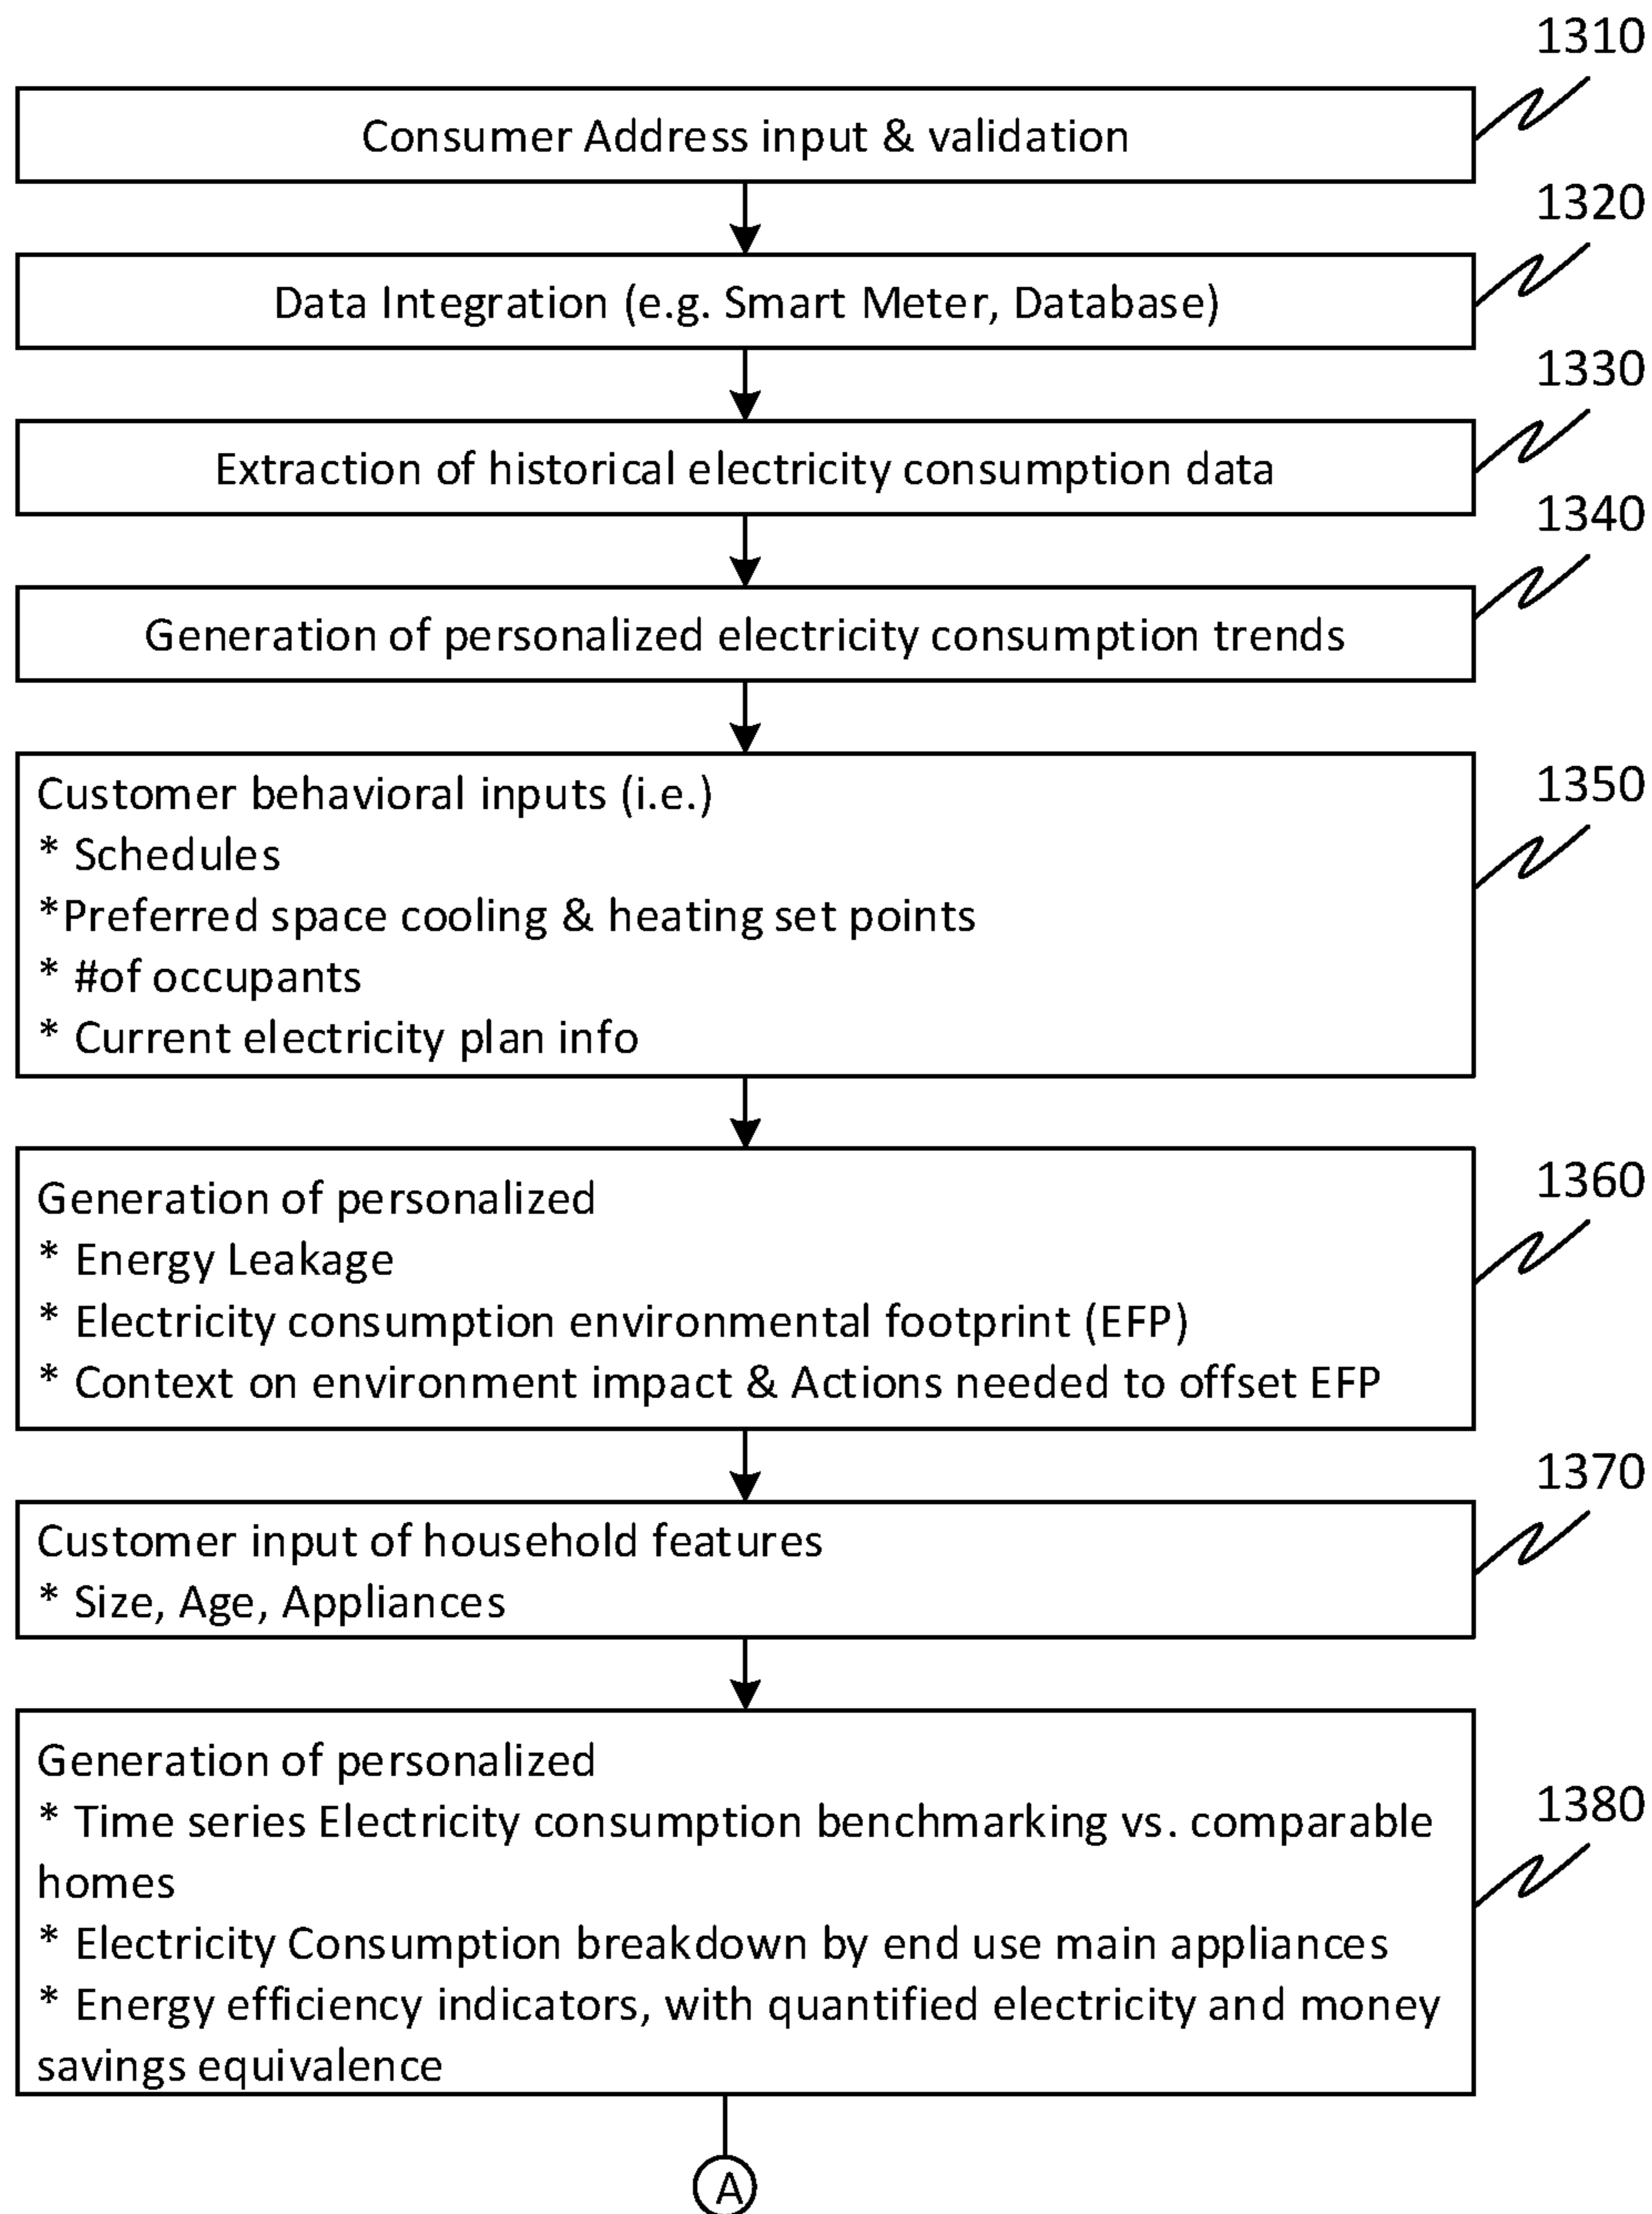 1310
Consumer Address input & validation
1320
Data Integration (e.g. Smart Meter, Database)
1330
Extraction of historical electricity consumption data
1340
Generation of personalized electricity consumption trends
1350
Customer behavioral inputs (i.e.)
* Schedules
*Preferred space cooling & heating set points
* #of occupants
* Current electricity plan info
1360
Generation of personalized
* Energy Leakage
* Electricity consumption environmental footprint (EFP)
* Context on environment impact & Actions needed to offset EFP
1370
Customer input of household features
* Size, Age, Appliances
1380
Generation of personalized
* Time series Electricity consumption benchmarking vs. comparable
homes
* Electricity Consumption breakdown by end use main appliances
* Energy efficiency indicators, with quantified electricity and money
savings equivalence
A